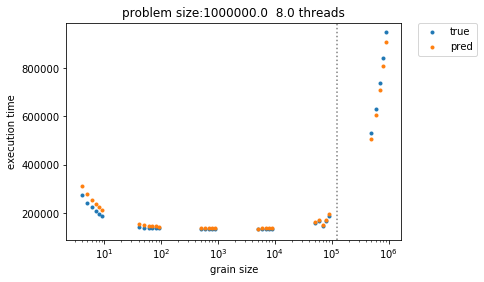 problem size:1000000.0  8.0 threads
true
pred
execution time
800000
600000
400000
200000
10^1
10^2
10^3
10^4
10^5
10^6
grain size